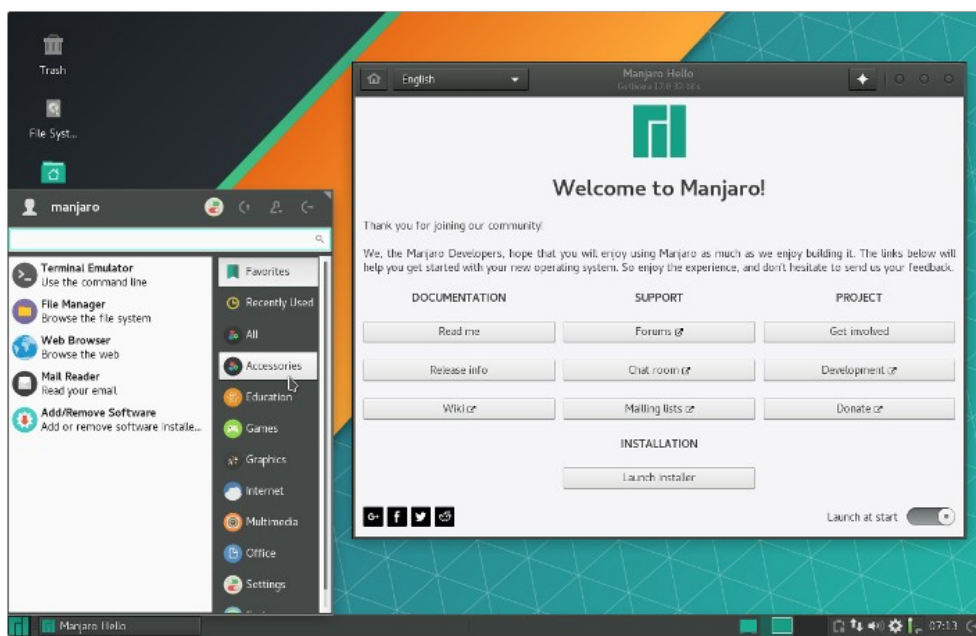 Trash
File Syst...
manjaro
Terminal Emulator
Use the command line
File Manager
Browse the file system
Web Browser
Browse the web
Mail Reader
Read your email
Add/Remove Software
Add or remove software installe...
Favorites
Recently Used
All
Accessories
Education
Games
Graphics
Internet
Multimedia
Office
Settings
English
Manjaro Hello
Gellivara 17.0 32-bits
Welcome to Manjaro!
Thank you for joining our community!
We, the Manjaro Developers, hope that you will enjoy using Manjaro as much as we enjoy building it. The links below will
help you get started with your new operating system. So enjoy the experience, and don't hesitate to send us your feedback.
DOCUMENTATION
SUPPORT
PROJECT
Read me
Forums
Get involved
Release info
Chat room
Development
Wiki
Mailing lists
Donate
INSTALLATION
Launch installer
G+
Launch at start
Manjaro Hello
07:13